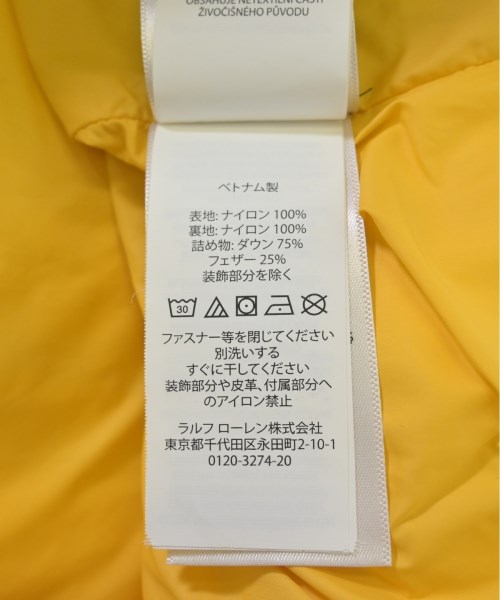 OBSAHUJE NETEXTILNÍ ČÁSTI
ŽIVOČIŠNÉHO PŮVODU
ベトナム製
表地: ナイロン 100%
裏地: ナイロン 100%
詰め物: ダウン 75%
フェザー 25%
装飾部分を除く
30
ファスナー等を閉じてください
別洗いする
すぐに干してください
装飾部分や皮革、付属部分へ
のアイロン禁止
ラルフ ローレン株式会社
東京都千代田区永田町2-10-1
0120-3274-20